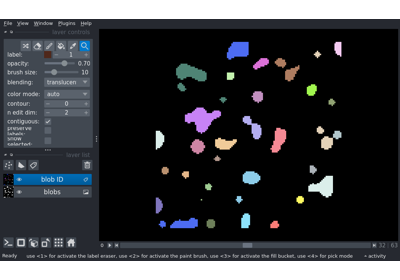 File View Window Plugins Help
layer controls
label: 1
opacity: 0.70
brush size: 10
blending: translucen
color mode: auto
contour: 0
n edit dim: 2
contiguous:
preserve
labels:
show
selected:
layer list
blob ID
blobs
0 32 63
Ready use <1> for activate the label eraser, use <2> for activate the paint brush, use <3> for activate the fill bucket, use <4> for pick mode activity